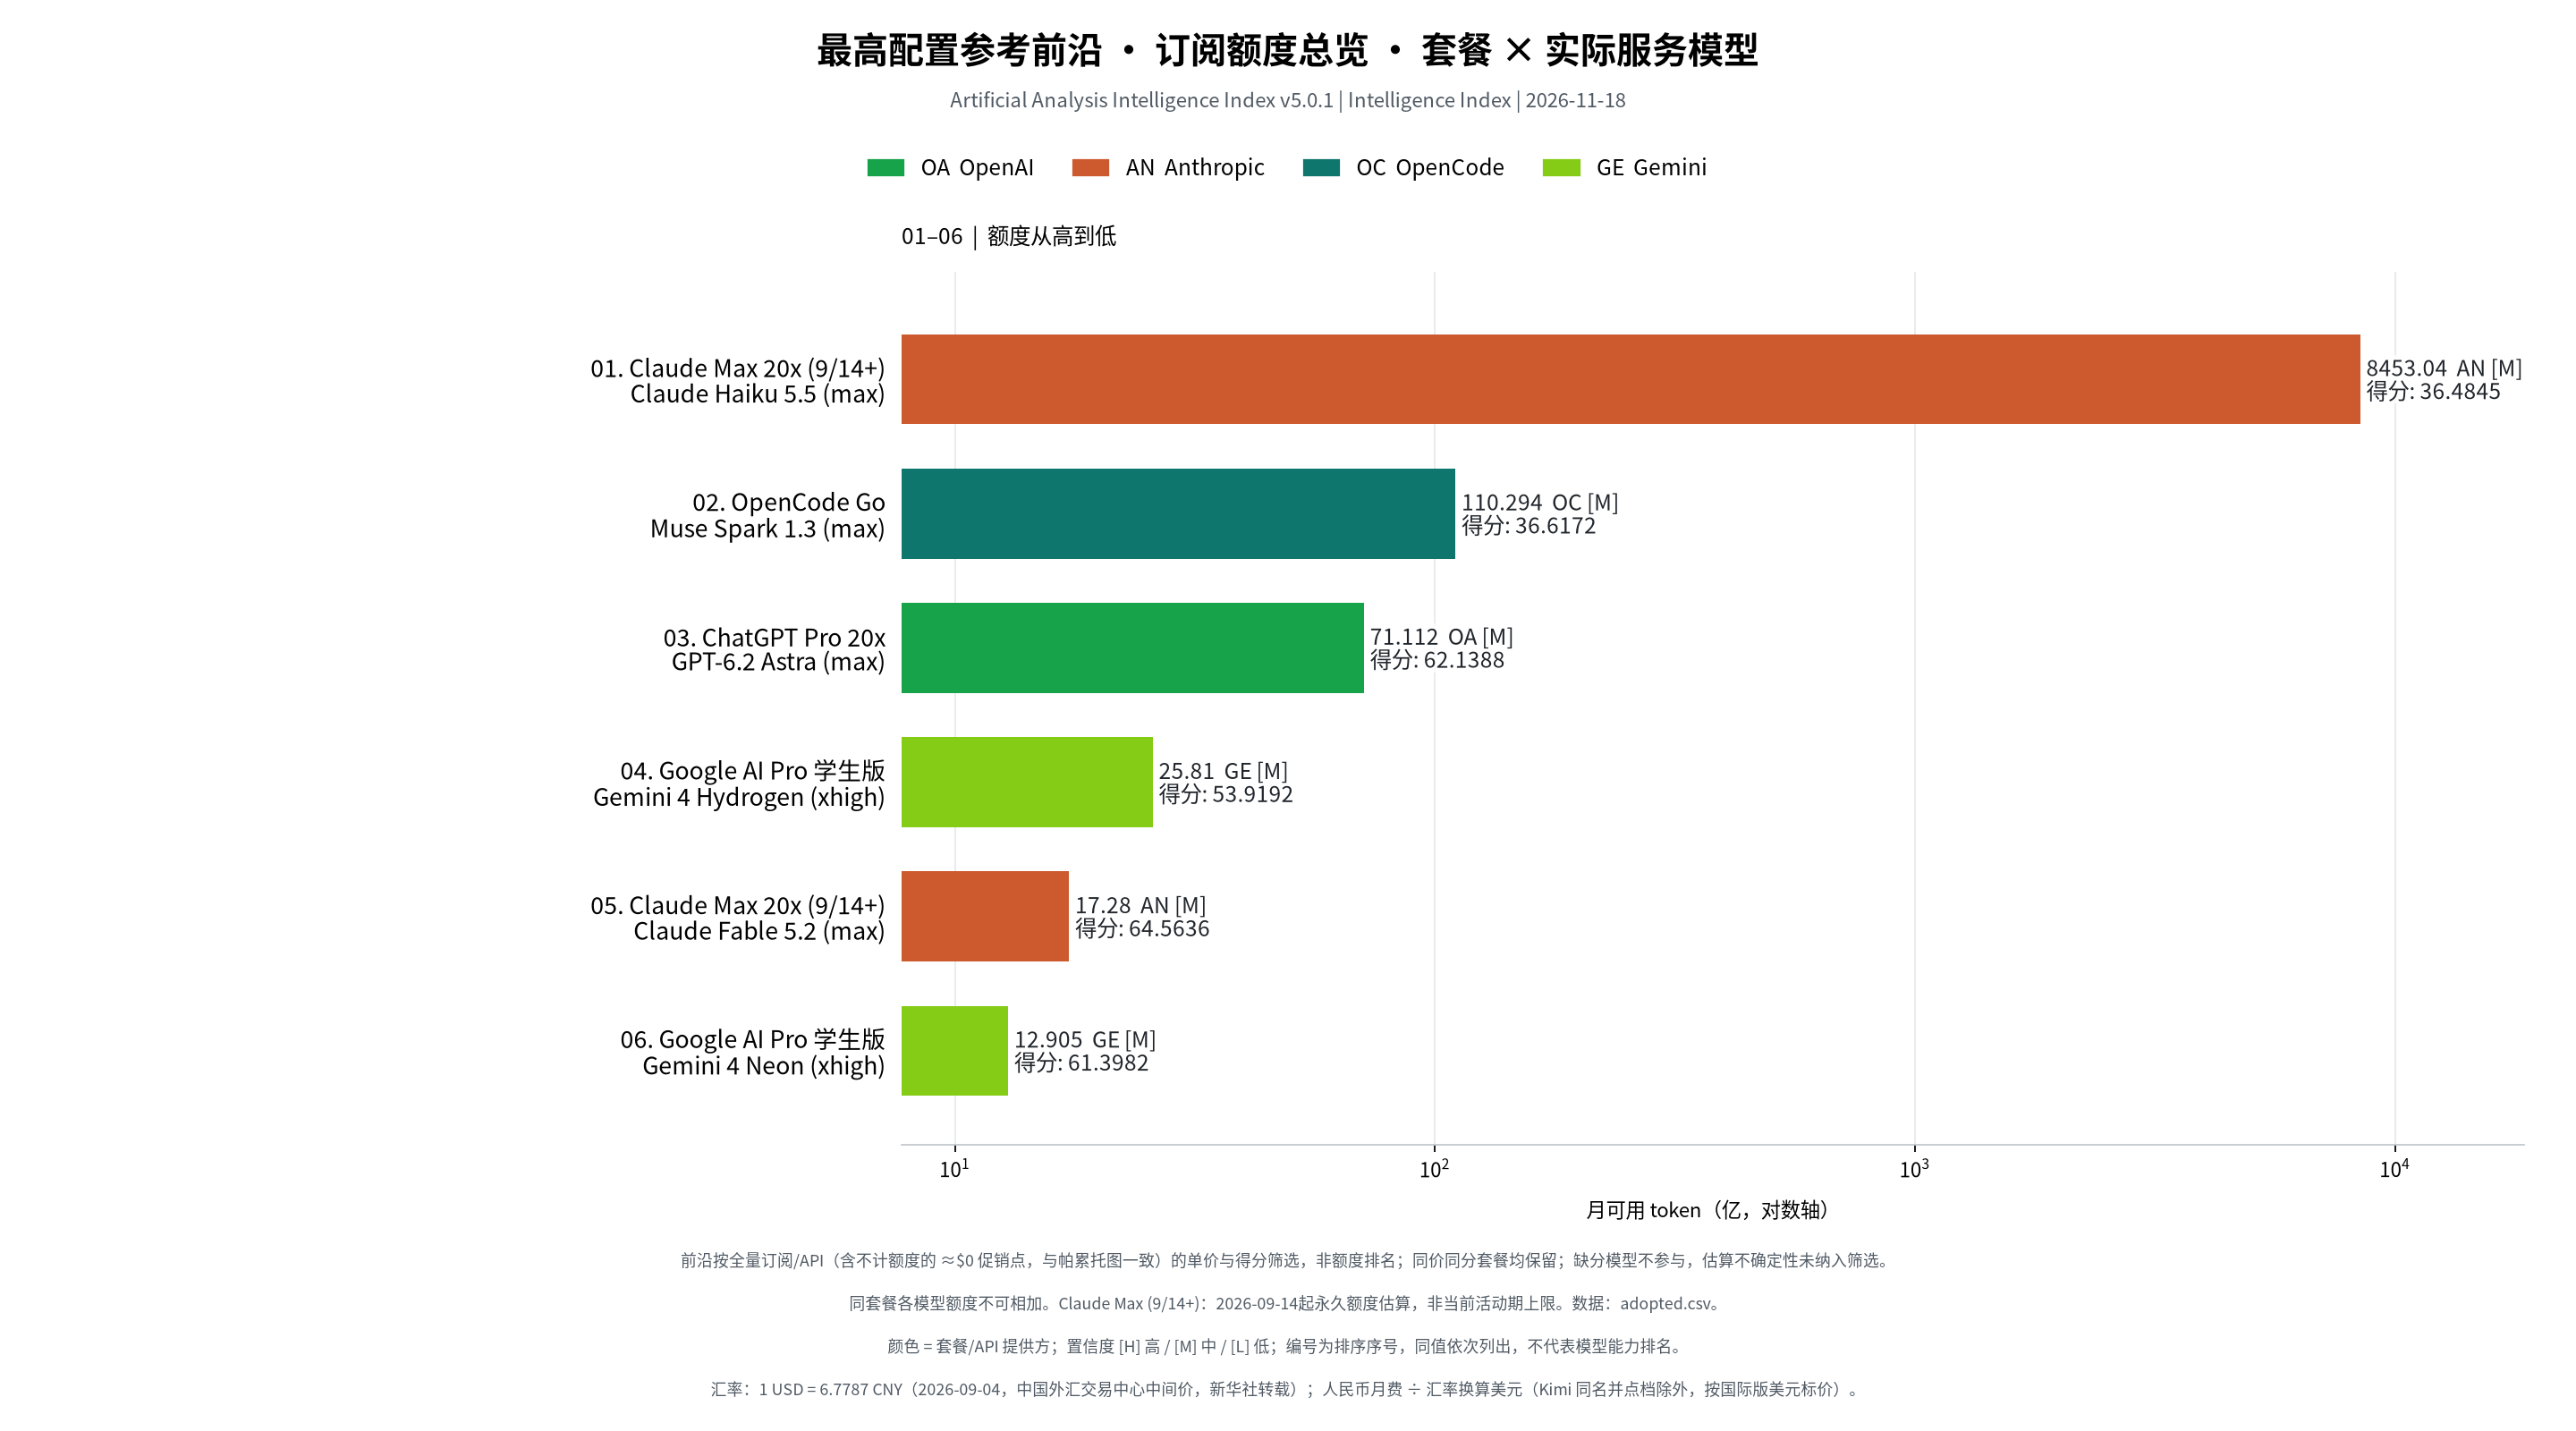 最高配置参考前沿 · 订阅额度总览 · 套餐 × 实际服务模型
Artificial Analysis Intelligence Index v5.0.1 | Intelligence Index | 2026-11-18
OA OpenAI
AN Anthropic
OC OpenCode
GE Gemini
01–06 | 额度从高到低
01. Claude Max 20x (9/14+)
Claude Haiku 5.5 (max)
8453.04 AN [M]
得分: 36.4845
02. OpenCode Go
Muse Spark 1.3 (max)
110.294 OC [M]
得分: 36.6172
03. ChatGPT Pro 20x
GPT-6.2 Astra (max)
71.112 OA [M]
得分: 62.1388
04. Google AI Pro 学生版
Gemini 4 Hydrogen (xhigh)
25.81 GE [M]
得分: 53.9192
05. Claude Max 20x (9/14+)
Claude Fable 5.2 (max)
17.28 AN [M]
得分: 64.5636
06. Google AI Pro 学生版
Gemini 4 Neon (xhigh)
12.905 GE [M]
得分: 61.3982
10¹
10²
10³
10⁴
月可用 token（亿，对数轴）
前沿按全量订阅/API（含不计额度的 ≈$0 促销点，与帕累托图一致）的单价与得分筛选，非额度排名；同价同分套餐均保留；缺分模型不参与，估算不确定性未纳入筛选。
同套餐各模型额度不可相加。Claude Max (9/14+)：2026-09-14起永久额度估算，非当前活动期上限。数据：adopted.csv。
颜色 = 套餐/API 提供方；置信度 [H] 高 / [M] 中 / [L] 低；编号为排序序号，同值依次列出，不代表模型能力排名。
汇率：1 USD = 6.7787 CNY（2026-09-04，中国外汇交易中心中间价，新华社转载）；人民币月费 ÷ 汇率换算美元（Kimi 同名并点档除外，按国际版美元标价）。